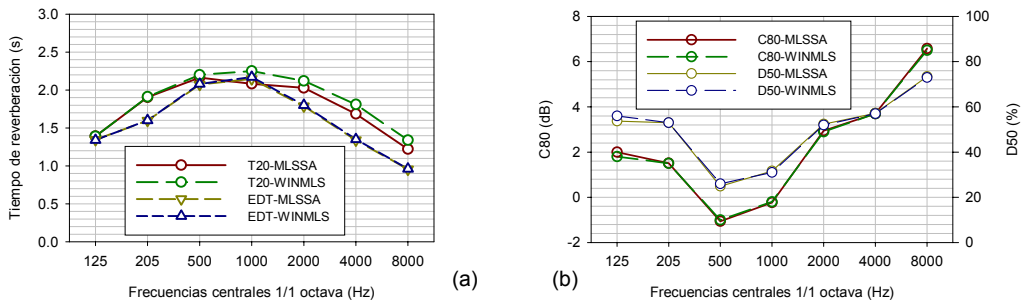 Tiempo de reverberación (s)
3.0
2.5
2.0
1.5
1.0
0.5
0.0
T20-MLSSA
T20-WINMLS
EDT-MLSSA
EDT-WINMLS
125 205 500 1000 2000 4000 8000
Frecuencias centrales 1/1 octava (Hz)
(a)
(b)
C80 (dB)
8
6
4
2
0
-2
C80-MLSSA
C80-WINMLS
D50-MLSSA
D50-WINMLS
100
80
60
40
20
0
D50 (%)
125 205 500 1000 2000 4000 8000
Frecuencias centrales 1/1 octava (Hz)